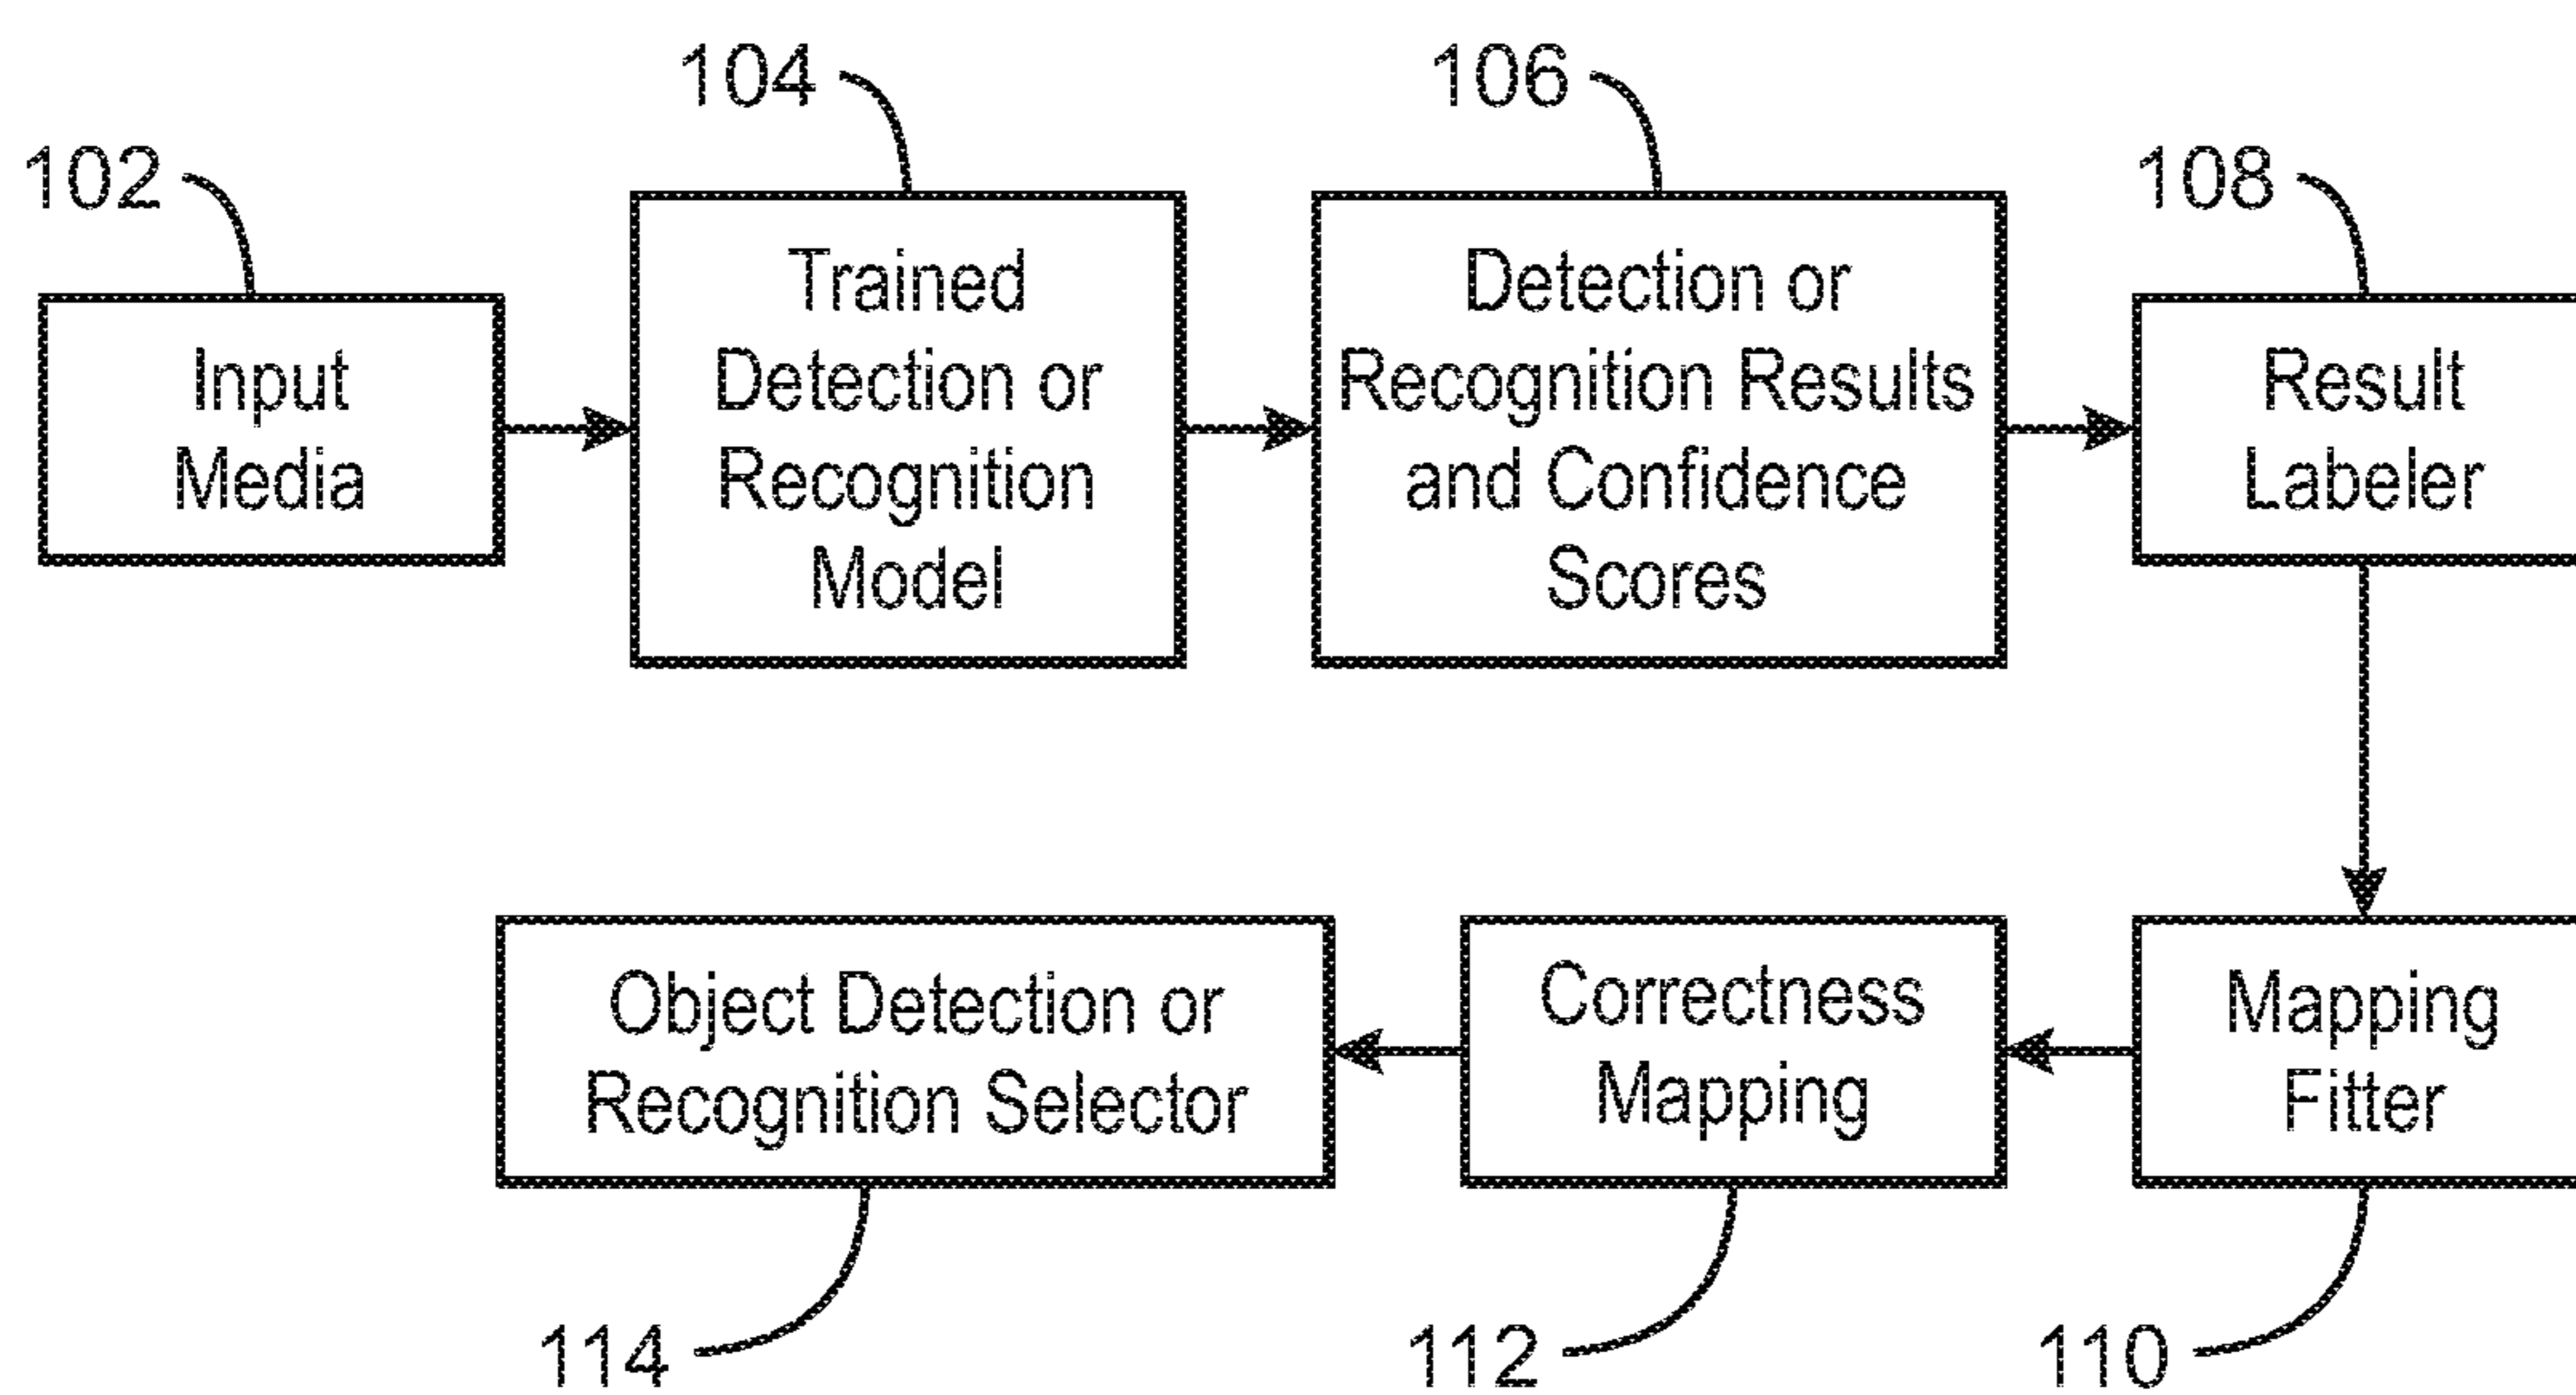 104
106
102
108
Input
Media
Trained
Detection or
Recognition
Model
Detection or
Recognition Results
and Confidence
Scores
Result
Labeler
Object Detection or
Recognition Selector
Correctness
Mapping
Mapping
Fitter
114
112
110